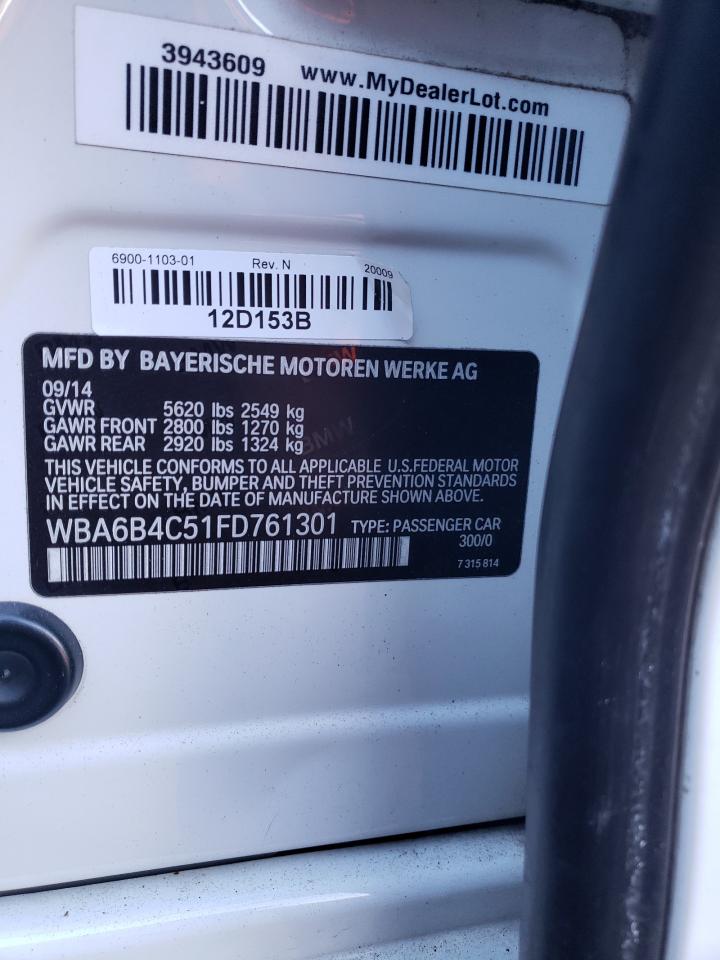 3943609 www.MyDealerLot.com
6900-1103-01 Rev. N 20009
12D153B
MFD BY BAYERISCHE MOTOREN WERKE AG
09/14
GVWR 5620 lbs 2549 kg
GAWR FRONT 2800 lbs 1270 kg
GAWR REAR 2920 lbs 1324 kg
THIS VEHICLE CONFORMS TO ALL APPLICABLE U.S.FEDERAL MOTOR
VEHICLE SAFETY, BUMPER AND THEFT PREVENTION STANDARDS
IN EFFECT ON THE DATE OF MANUFACTURE SHOWN ABOVE.
WBA6B4C51FD761301 TYPE: PASSENGER CAR
300/0
7 315 814